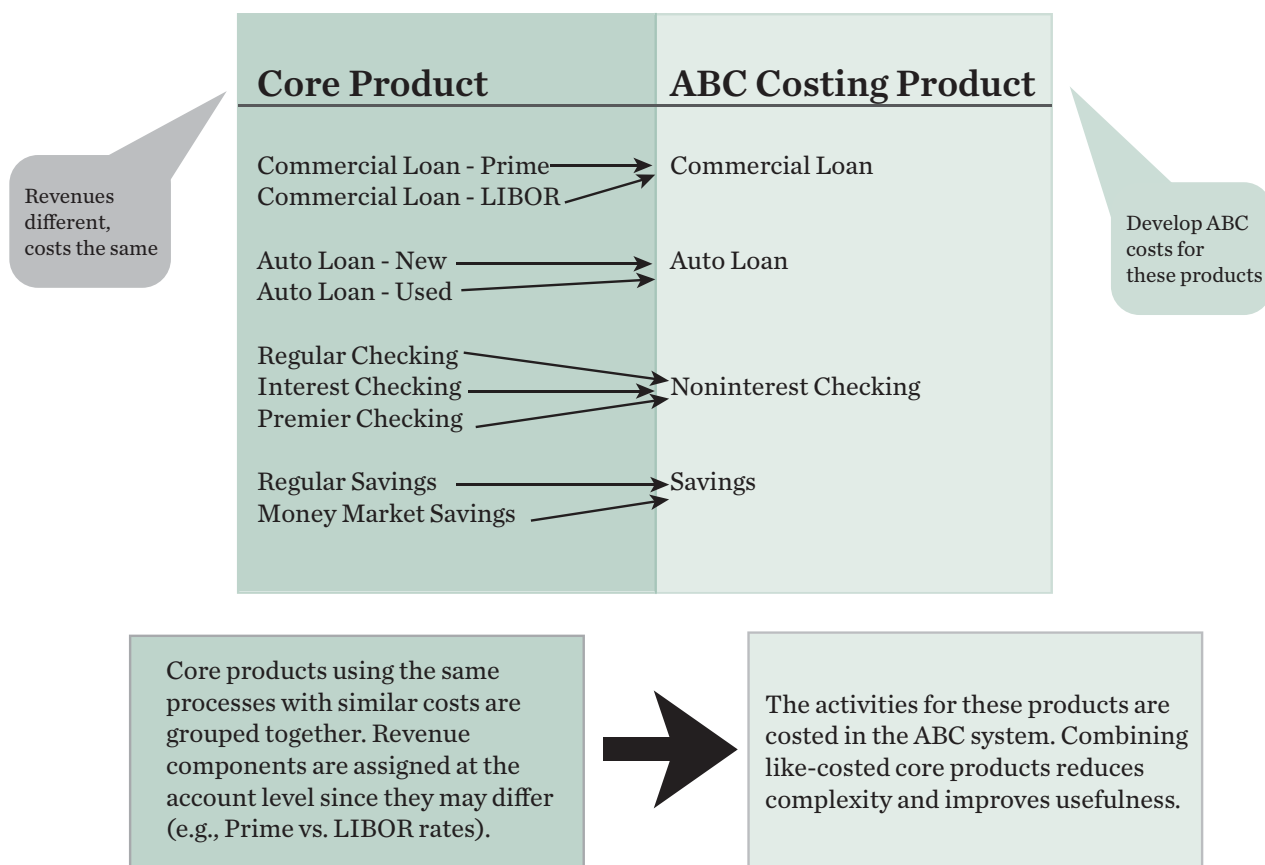 Core Product
ABC Costing Product
Revenues
different,
costs the same
Commercial Loan - Prime
Commercial Loan - LIBOR
Commercial Loan
Auto Loan - New
Auto Loan - Used
Auto Loan
Regular Checking
Interest Checking
Premier Checking
Noninterest Checking
Regular Savings
Money Market Savings
Savings
Develop ABC
costs for
these products
Core products using the same
processes with similar costs are
grouped together. Revenue
components are assigned at the
account level since they may differ
(e.g., Prime vs. LIBOR rates).
The activities for these products are
costed in the ABC system. Combining
like-costed core products reduces
complexity and improves usefulness.